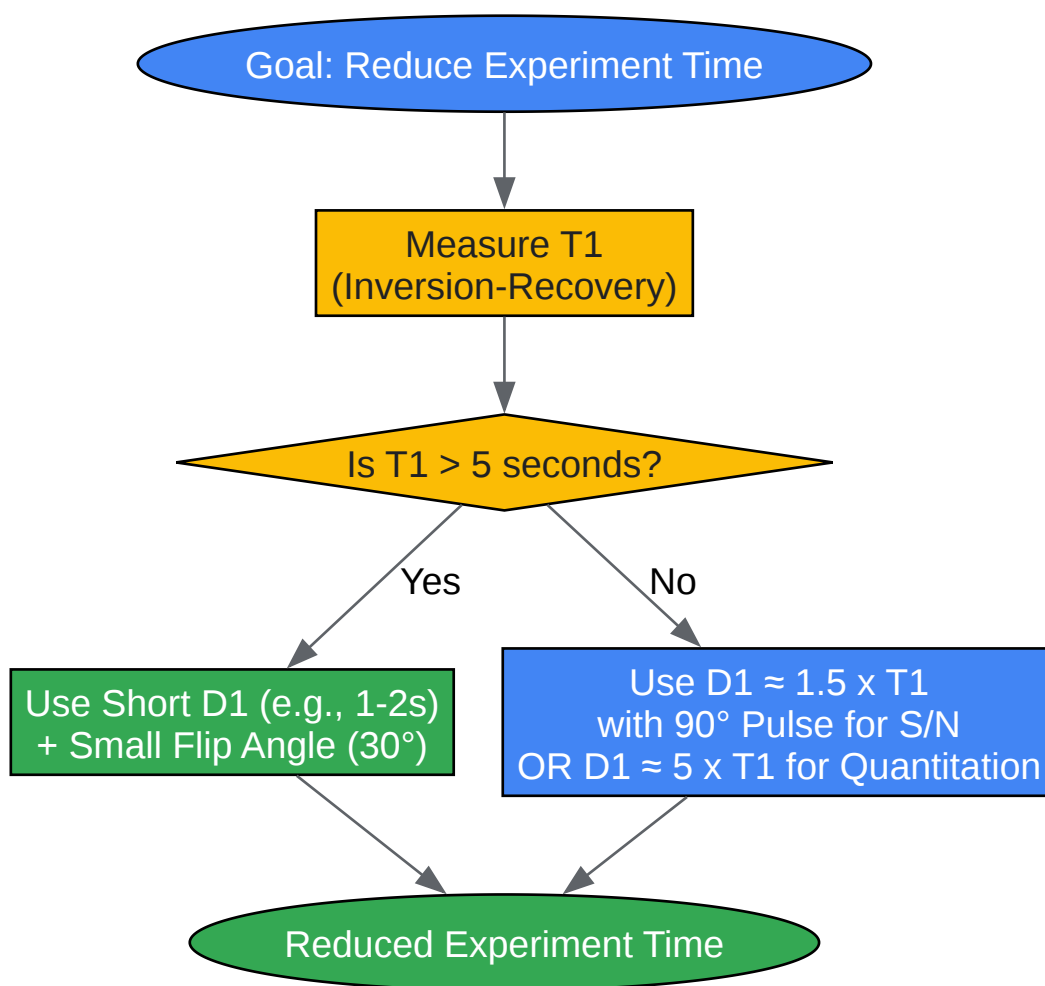 Goal: Reduce Experiment Time
Measure T1
(Inversion-Recovery)
Is T1 > 5 seconds?
Yes
No
Use Short D1 (e.g., 1-2s)
+ Small Flip Angle (30°)
Use D1 ≈ 1.5 x T1
with 90° Pulse for S/N
OR D1 ≈ 5 x T1 for Quantitation
Reduced Experiment Time